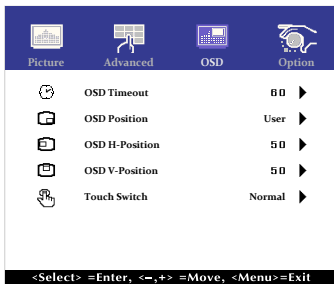 Picture Advanced OSD Option
OSD Timeout 60
OSD Position User
OSD H-Position 50
OSD V-Position 50
Touch Switch Normal
<Select> =Enter, <−,+> =Move, <Menu>=Exit